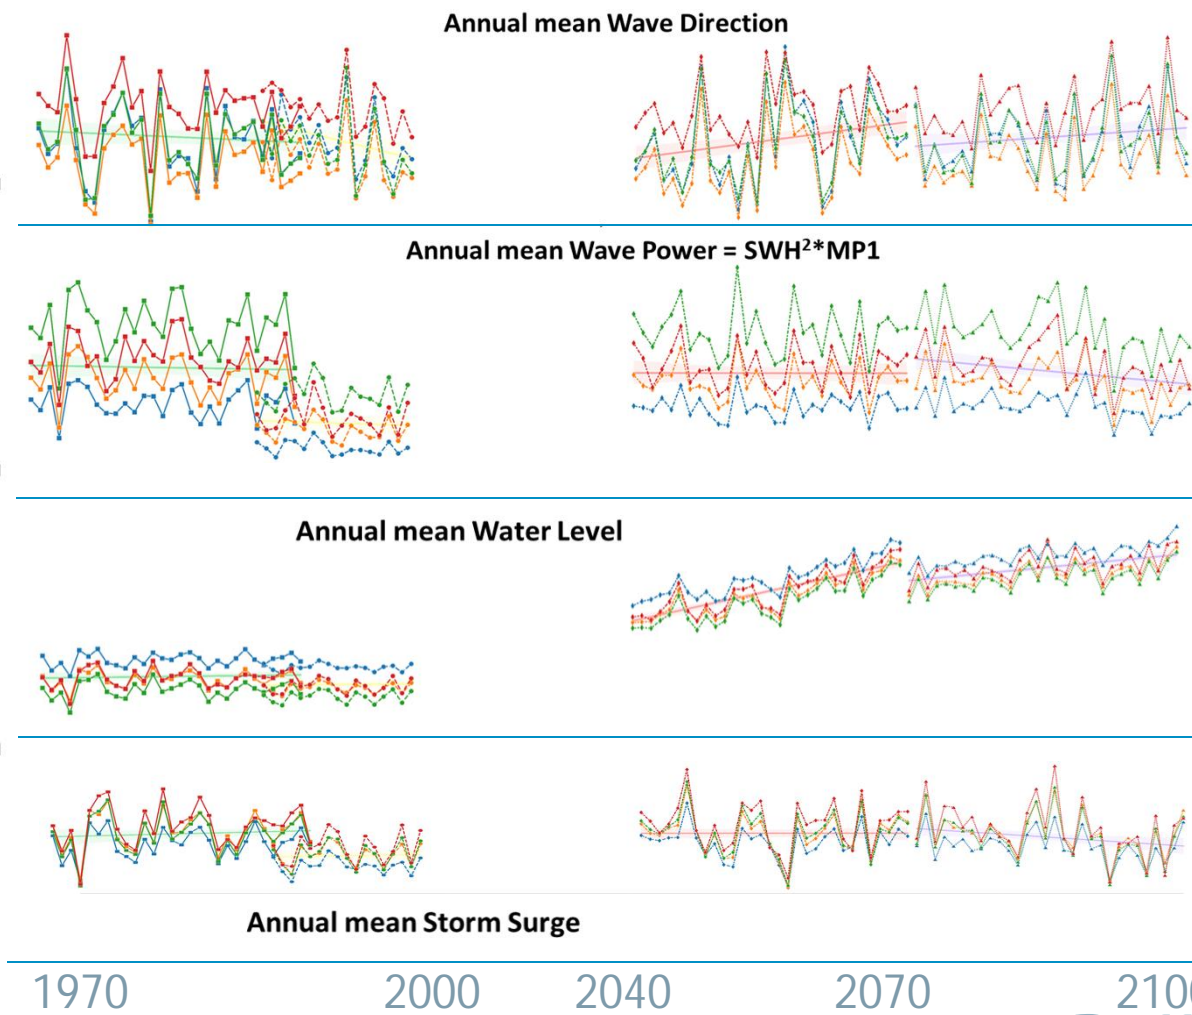 Annual mean Wave Direction
Annual mean Wave Power = SWH²*MP1
Annual mean Water Level
Annual mean Storm Surge
1970 2000 2040 2070